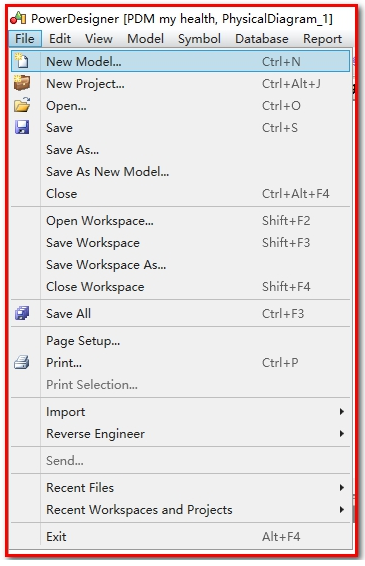 PowerDesigner [PDM my health, PhysicalDiagram_1]
File Edit View Model Symbol Database Report
New Model... Ctrl+N
New Project... Ctrl+Alt+J
Open... Ctrl+O
Save Ctrl+S
Save As...
Save As New Model...
Close Ctrl+Alt+F4
Open Workspace... Shift+F2
Save Workspace Shift+F3
Save Workspace As...
Close Workspace Shift+F4
Save All Ctrl+F3
Page Setup...
Print... Ctrl+P
Print Selection...
Import
Reverse Engineer
Send...
Recent Files
Recent Workspaces and Projects
Exit Alt+F4